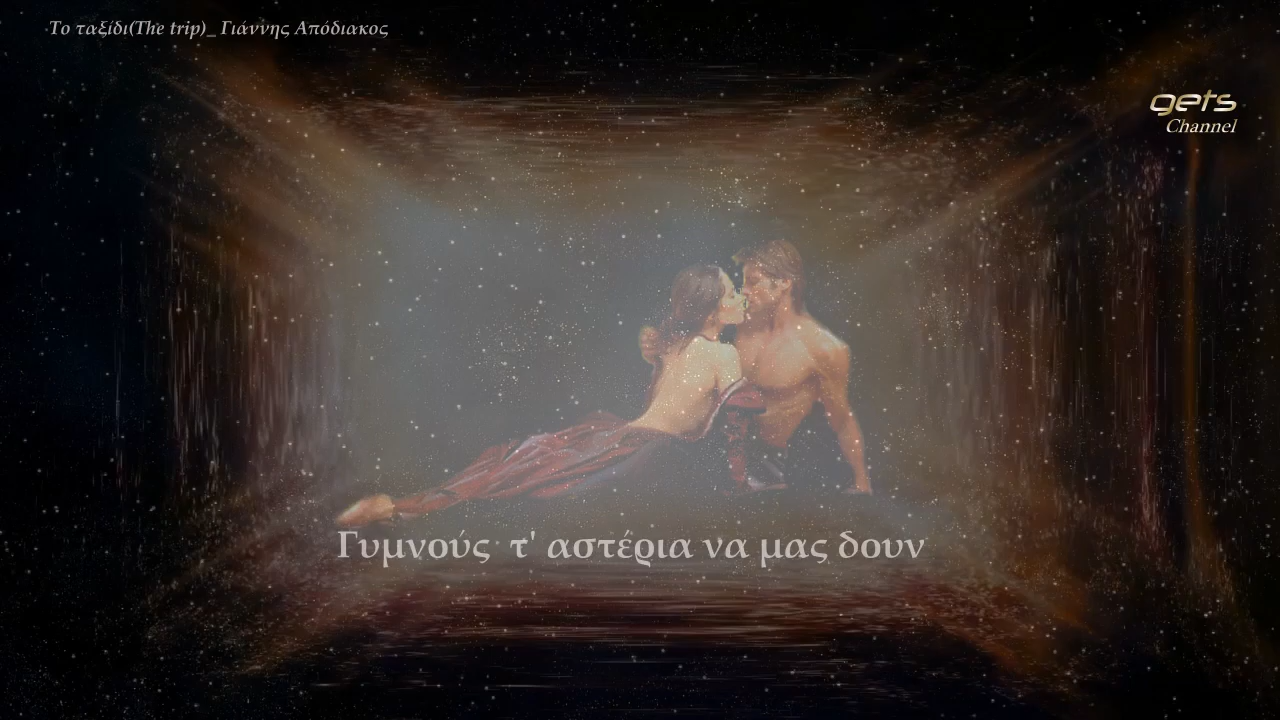 Το ταξίδι(The trip)_ Γιάννης Απόδιακος
gets
Channel
Γυμνούς τ' αστέρια να μας δουν